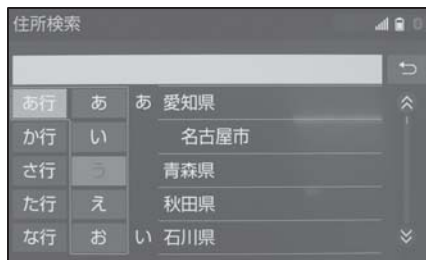 住所検索
あ行 あ あ 愛知県
か行 い 名古屋市
さ行 う 青森県
た行 え 秋田県
な行 お い 石川県